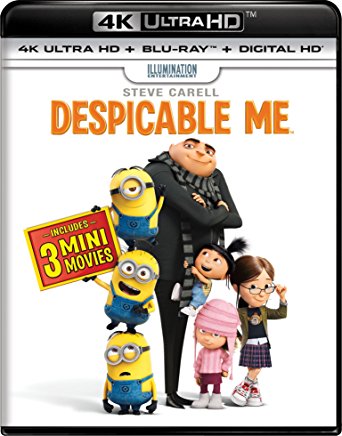 4K ULTRA HD
4K ULTRA HD + BLU-RAY™ + DIGITAL HD
ILLUMINATION
ENTERTAINMENT
STEVE CARELL
DESPICABLE ME
INCLUDES
3 MINI
MOVIES